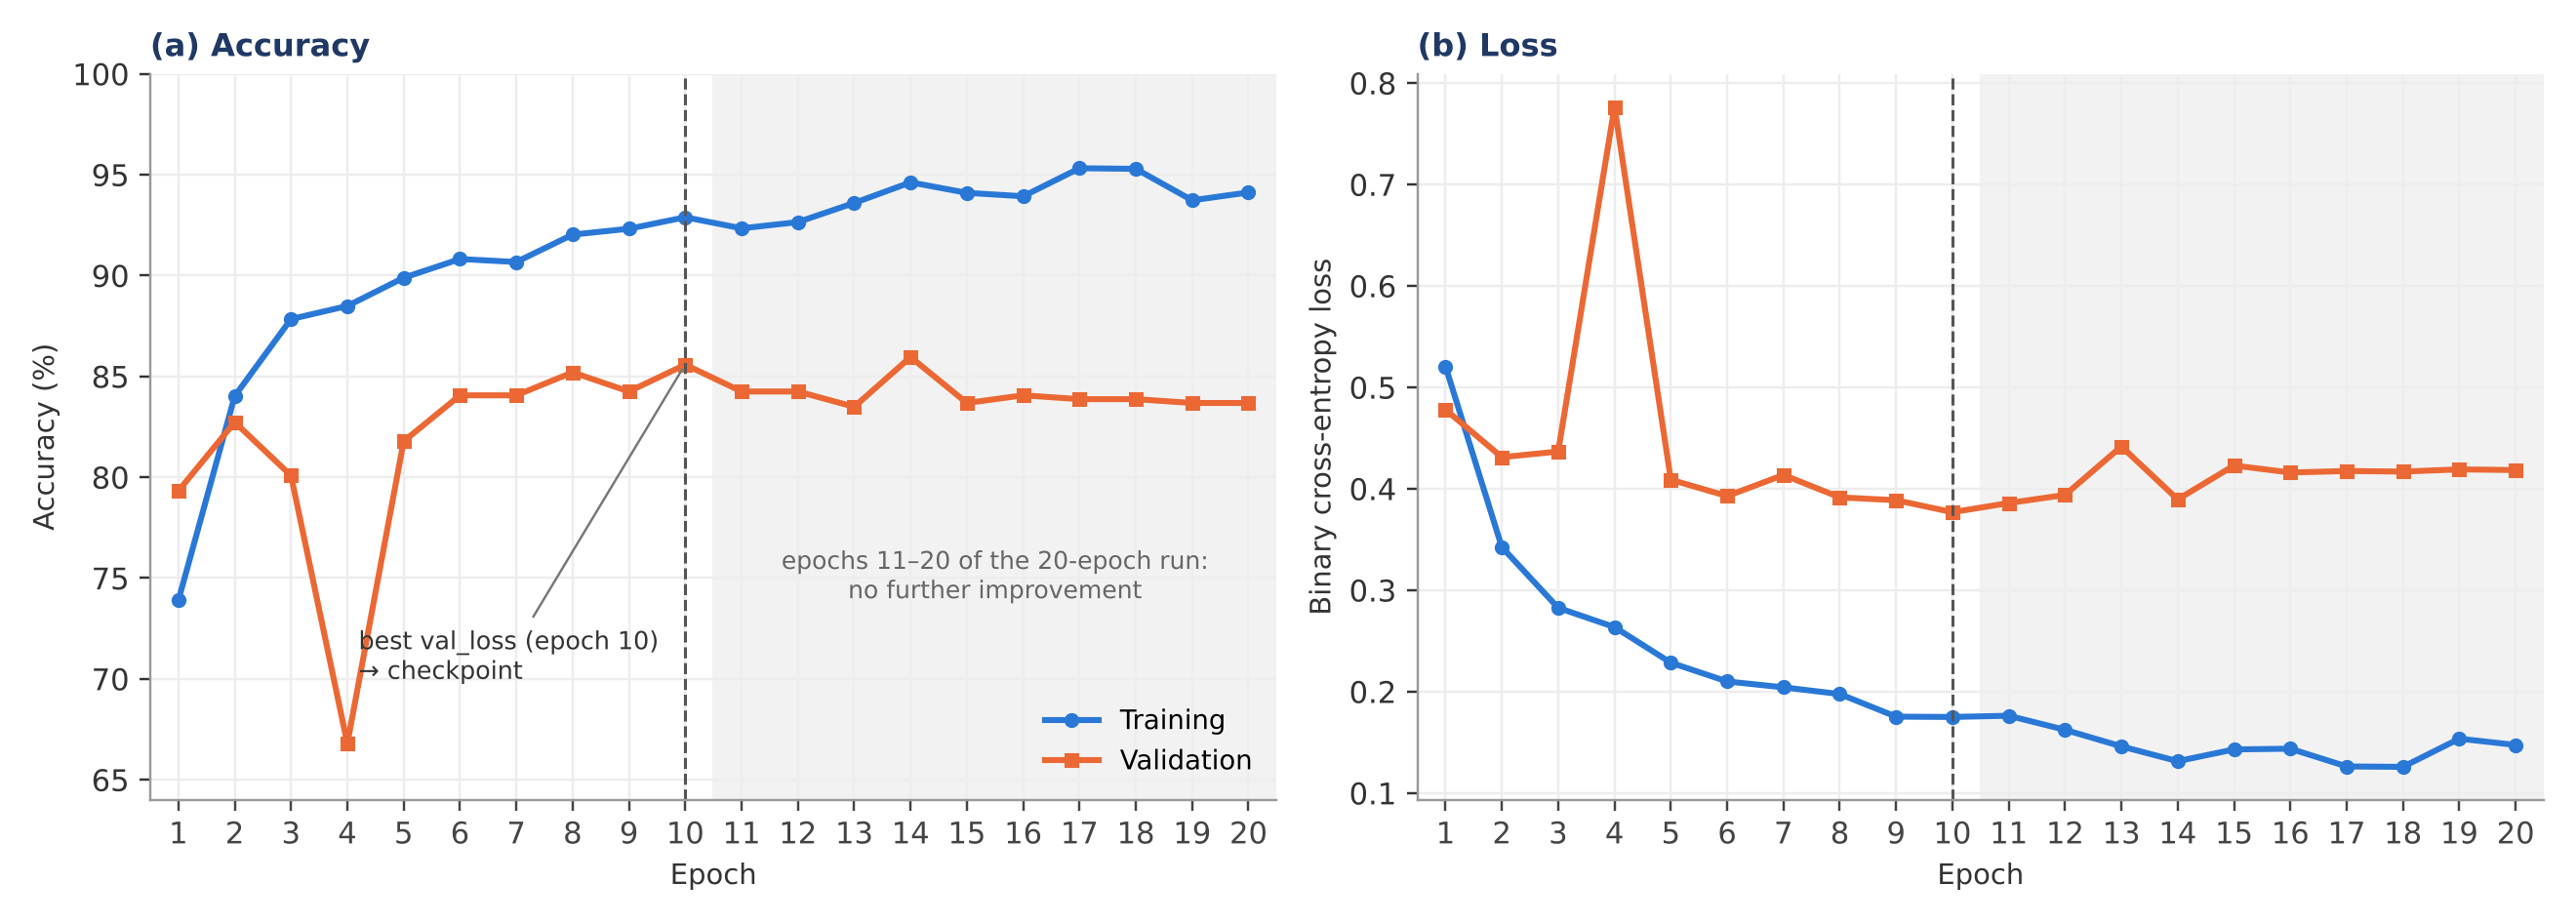 (a) Accuracy
100
95
90
85
80
75
70
65
Accuracy (%)
best val_loss (epoch 10)
→ checkpoint
epochs 11–20 of the 20-epoch run:
no further improvement
Training
Validation
1 2 3 4 5 6 7 8 9 10 11 12 13 14 15 16 17 18 19 20
Epoch
(b) Loss
0.8
0.7
0.6
0.5
0.4
0.3
0.2
0.1
Binary cross-entropy loss
1 2 3 4 5 6 7 8 9 10 11 12 13 14 15 16 17 18 19 20
Epoch